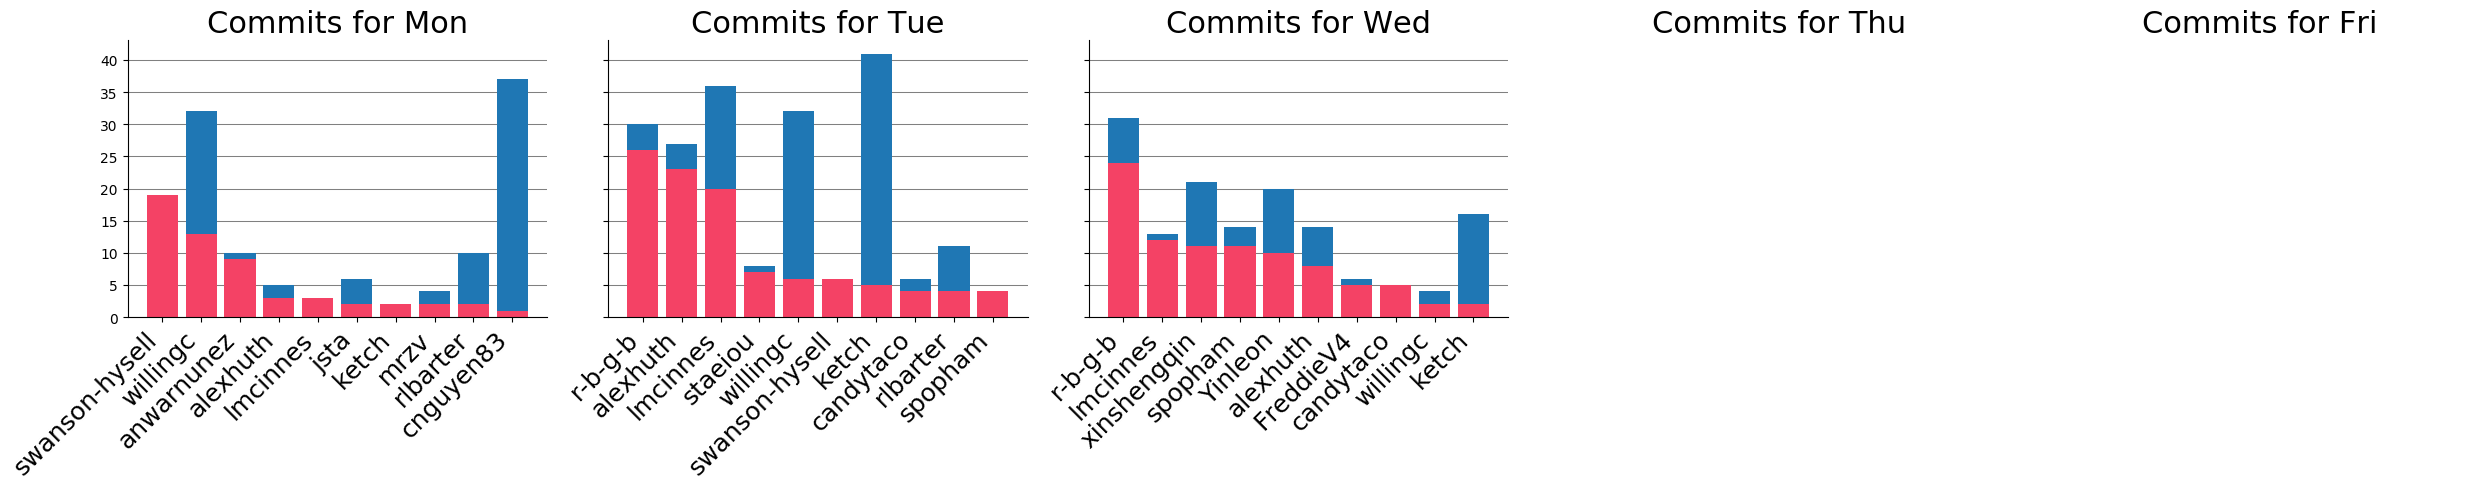 Commits for Mon
Commits for Tue
Commits for Wed
Commits for Thu
Commits for Fri
40
35
30
25
20
15
10
5
0
swanson-hysell
willingc
anwarnunez
alexhuth
lmcinnes
jsta
ketch
mrzv
rlbarter
cnguyen83
r-b-g-b
alexhuth
lmcinnes
staeiou
willingc
swanson-hysell
ketch
candytaco
rlbarter
spopham
r-b-g-b
lmcinnes
xinshengqin
spopham
Yinleon
alexhuth
FreddieV4
candytaco
willingc
ketch